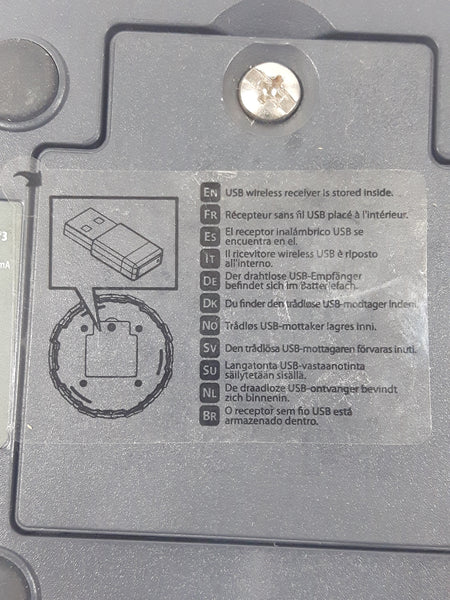 EN USB wireless receiver is stored inside.
FR Récepteur sans fil USB placé à l'intérieur.
ES El receptor inalámbrico USB se
encuentra en el.
IT Il ricevitore wireless USB è riposto
all'interno.
DE Der drahtlose USB-Empfänger
befindet sich im Batteriefach.
DK Du finder den trådløse USB-modtager indeni.
NO Trådløs USB-mottaker lagres inni.
SV Den trådlösa USB-mottagaren förvaras inuti.
SU Langatonta USB-vastaanotinta
säilytetään sisällä.
NL De draadloze USB-ontvanger bevindt
zich binnenin.
BR O receptor sem fio USB está
armazenado dentro.